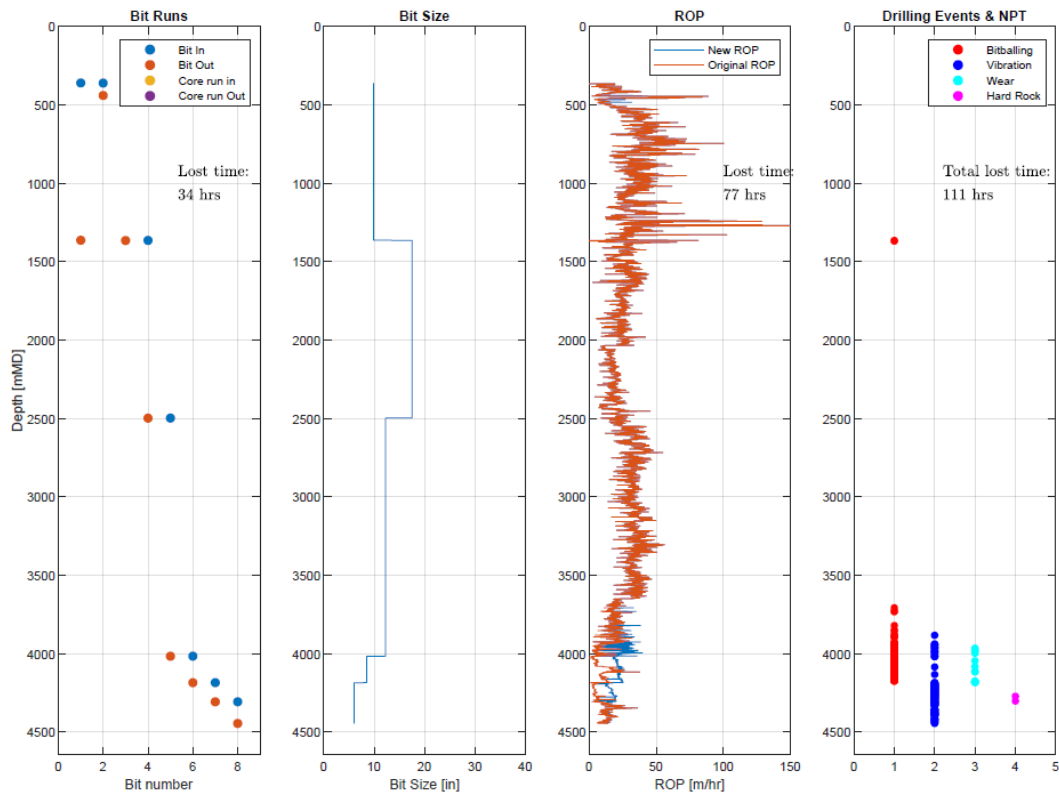 Bit Runs
Bit Size
ROP
Drilling Events & NPT
Bit In
Bit Out
Core run in
Core run Out
New ROP
Original ROP
Bitballing
Vibration
Wear
Hard Rock
Lost time:
34 hrs
Lost time:
77 hrs
Total lost time:
111 hrs
Depth [mMD]
0
500
1000
1500
2000
2500
3000
3500
4000
4500
0
500
1000
1500
2000
2500
3000
3500
4000
4500
0
500
1000
1500
2000
2500
3000
3500
4000
4500
0
500
1000
1500
2000
2500
3000
3500
4000
4500
0 2 4 6 8
0 10 20 30 40
0 50 100 150
0 1 2 3 4 5
Bit number
Bit Size [in]
ROP [m/hr]